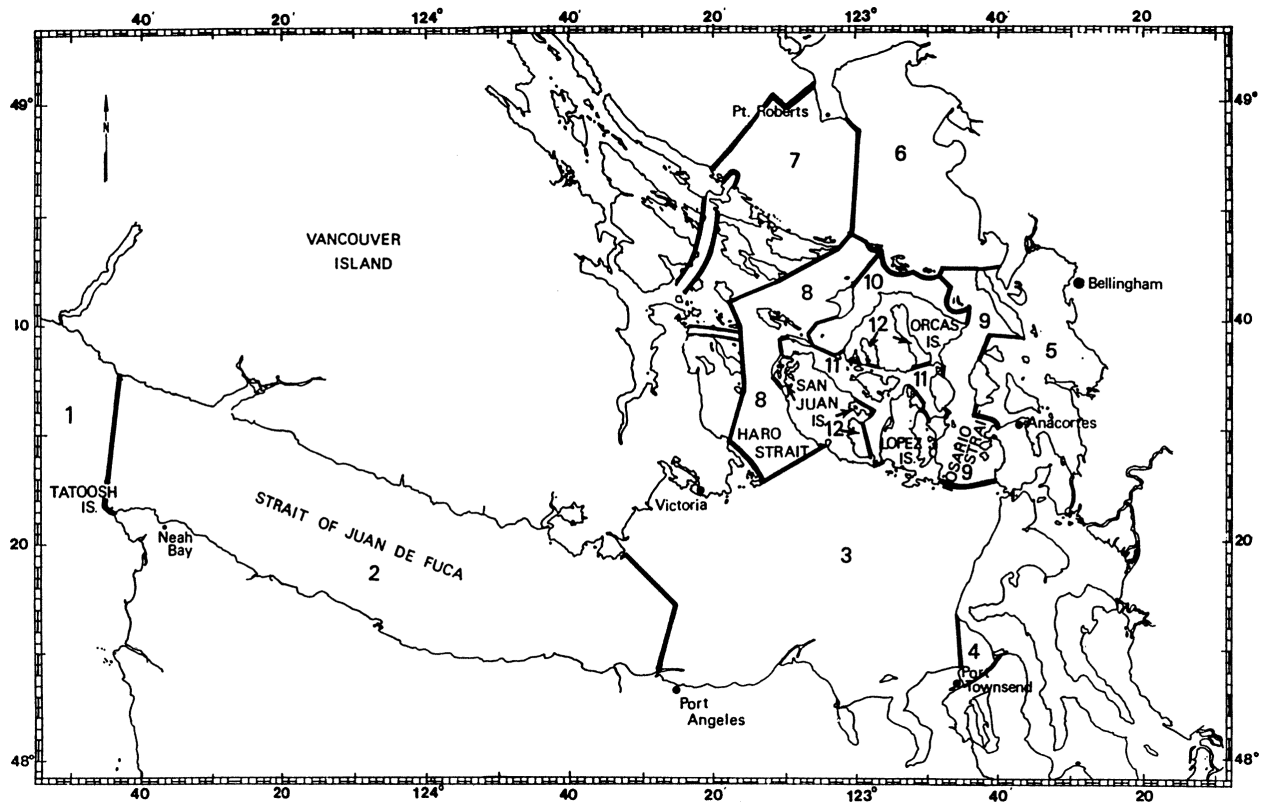 40′ 20′ 124° 40′ 20′ 123° 40′ 20′
49° 49°
N
Pt. Roberts
7
6
VANCOUVER
ISLAND
8
10
Bellingham
10 40
12
ORCAS
IS.
9
5
11
11
1
8
SAN
JUAN
IS.
12
HARO
STRAIT
LOPEZ
IS.
OSARIO STRAIT
9
Anacortes
TATOOSH
IS.
Neah
Bay
STRAIT OF JUAN DE FUCA
2
Victoria
20 3 20
4
Port
Townsend
Port
Angeles
48° 48°
40′ 20′ 124° 40′ 20′ 123° 40′ 20′